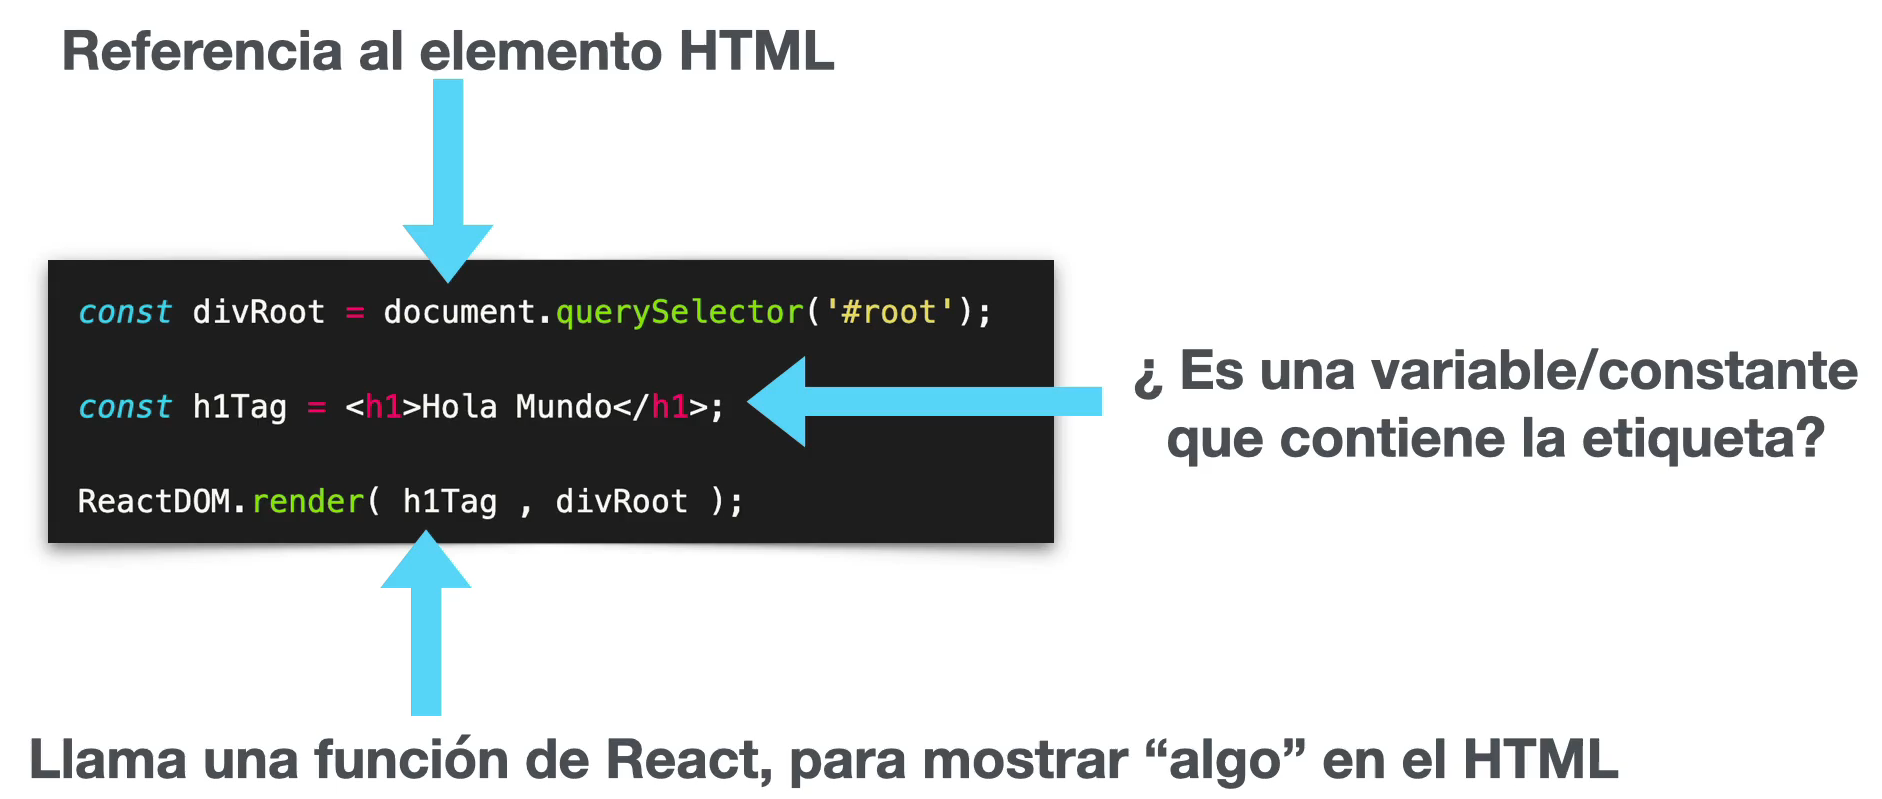 Referencia al elemento HTML
const divRoot = document.querySelector('#root');
const h1Tag = <h1>Hola Mundo</h1>;
¿ Es una variable/constante
que contiene la etiqueta?
ReactDOM.render( h1Tag , divRoot );
Llama una función de React, para mostrar “algo” en el HTML